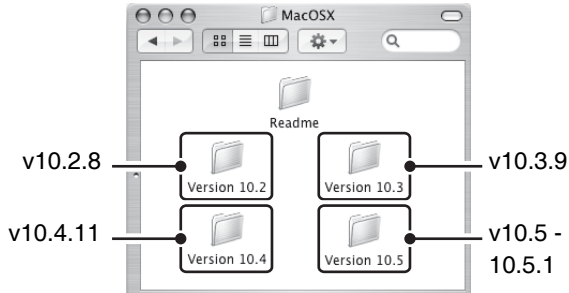 MacOSX
Readme
v10.2.8
Version 10.2
Version 10.3
v10.3.9
v10.4.11
Version 10.4
Version 10.5
v10.5 -
10.5.1